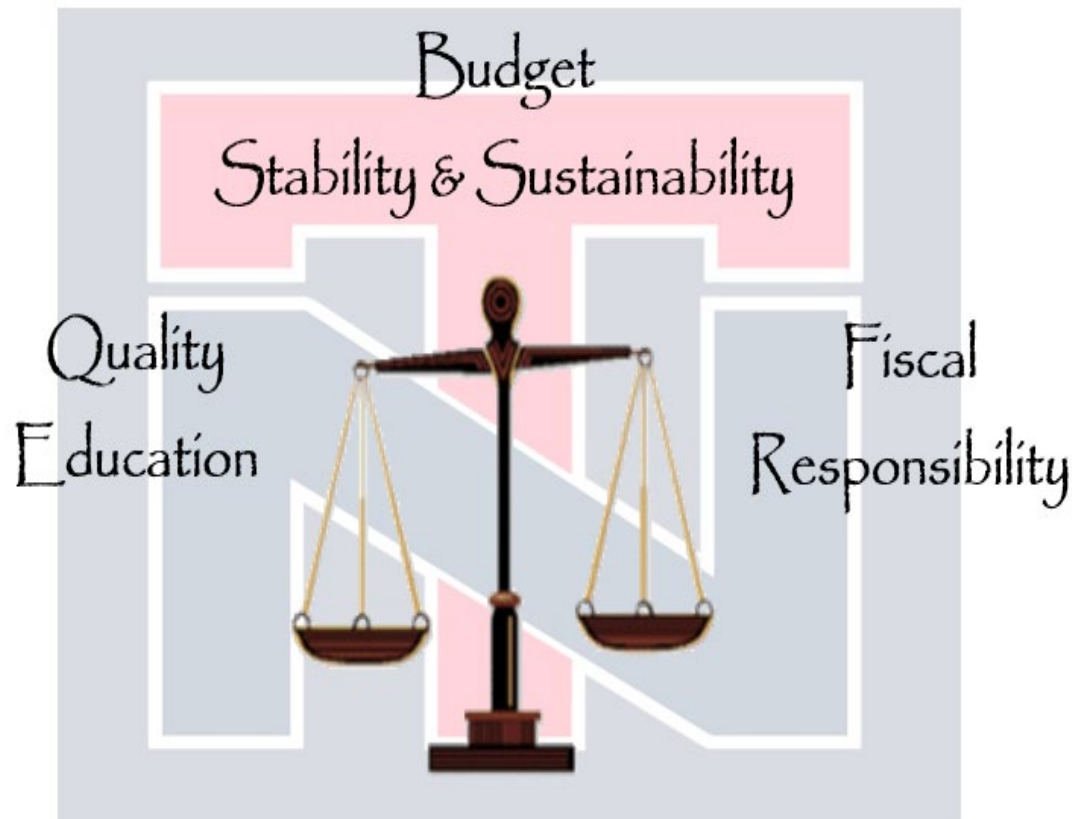 Budget
Stability & Sustainability
Quality
Education
Fiscal
Responsibility